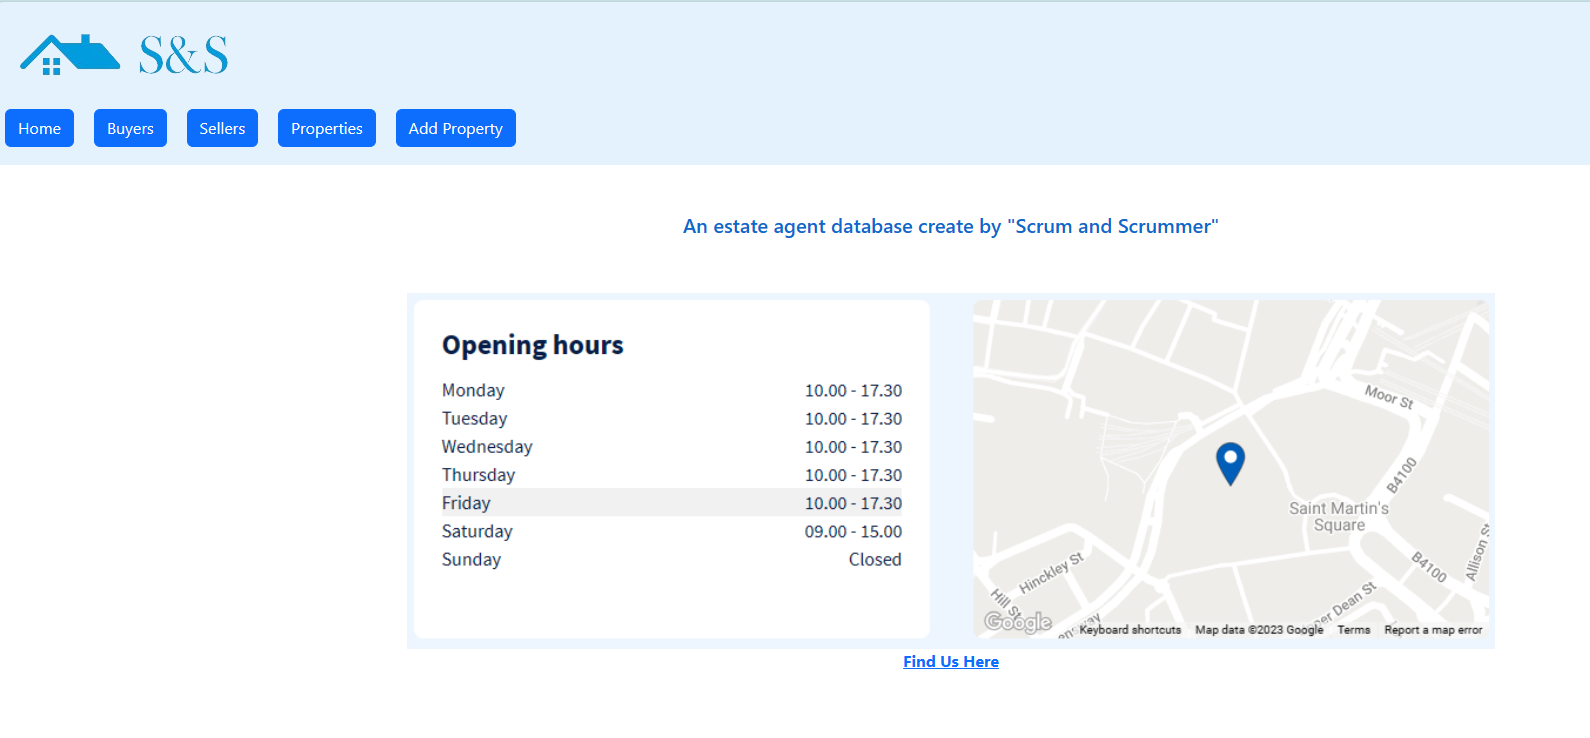 S&S
Home Buyers Sellers Properties Add Property
An estate agent database create by "Scrum and Scrummer"
Opening hours
Monday 10.00 - 17.30
Tuesday 10.00 - 17.30
Wednesday 10.00 - 17.30
Thursday 10.00 - 17.30
Friday 10.00 - 17.30
Saturday 09.00 - 15.00
Sunday Closed
Moor St
B4100
Saint Martin's
Square
Allison St
B4100
Hinckley St
Hill St
per Dean St
Google
Keyboard shortcuts Map data ©2023 Google Terms Report a map error
Find Us Here